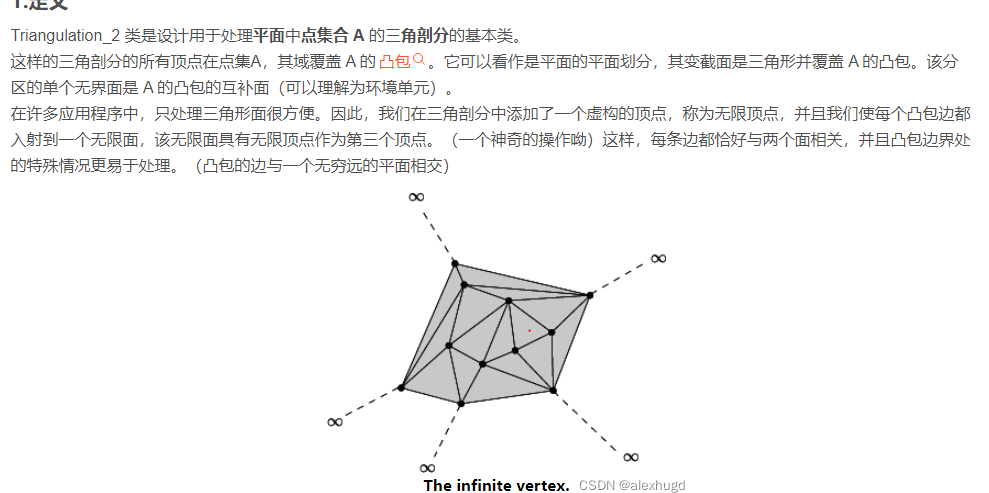 1.定义
Triangulation_2 类是设计用于处理平面中点集合 A 的三角剖分的基本类。
这样的三角剖分的所有顶点在点集A，其域覆盖 A 的 凸包 。它可以看作是平面的平面划分，其变截面是三角形并覆盖 A 的凸包。该分
区的单个无界面是 A 的凸包的互补面（可以理解为环境单元）。
在许多应用程序中，只处理三角形面很方便。因此，我们在三角剖分中添加了一个虚构的顶点，称为无限顶点，并且我们使每个凸包边都
入射到一个无限面，该无限面具有无限顶点作为第三个顶点。（一个神奇的操作呦）这样，每条边都恰好与两个面相关，并且凸包边界处
的特殊情况更易于处理。（凸包的边与一个无穷远的平面相交）
∞
∞
∞
∞
∞
The infinite vertex. CSDN @alexhugd